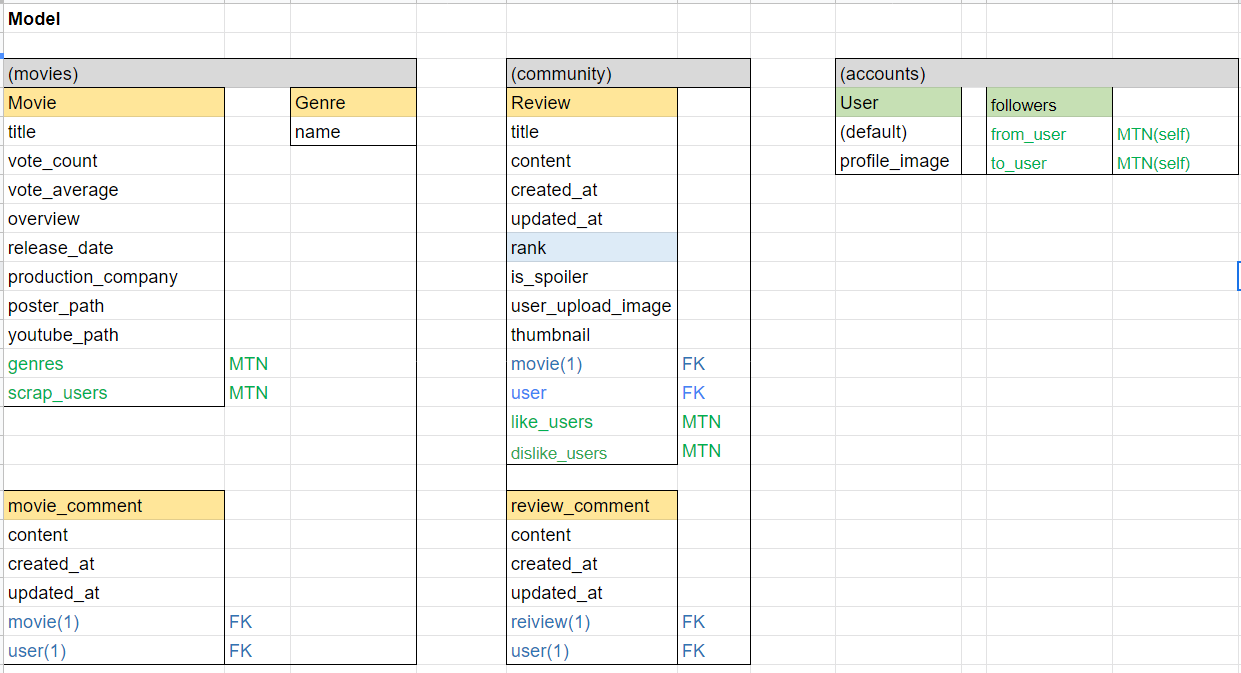 Model
(movies)
Movie
title
vote_count
vote_average
overview
release_date
production_company
poster_path
youtube_path
genres MTN
scrap_users MTN
Genre
name
movie_comment
content
created_at
updated_at
movie(1) FK
user(1) FK
(community)
Review
title
content
created_at
updated_at
rank
is_spoiler
user_upload_image
thumbnail
movie(1) FK
user FK
like_users MTN
dislike_users MTN
review_comment
content
created_at
updated_at
reiview(1) FK
user(1) FK
(accounts)
User
(default)
profile_image
followers
from_user MTN(self)
to_user MTN(self)